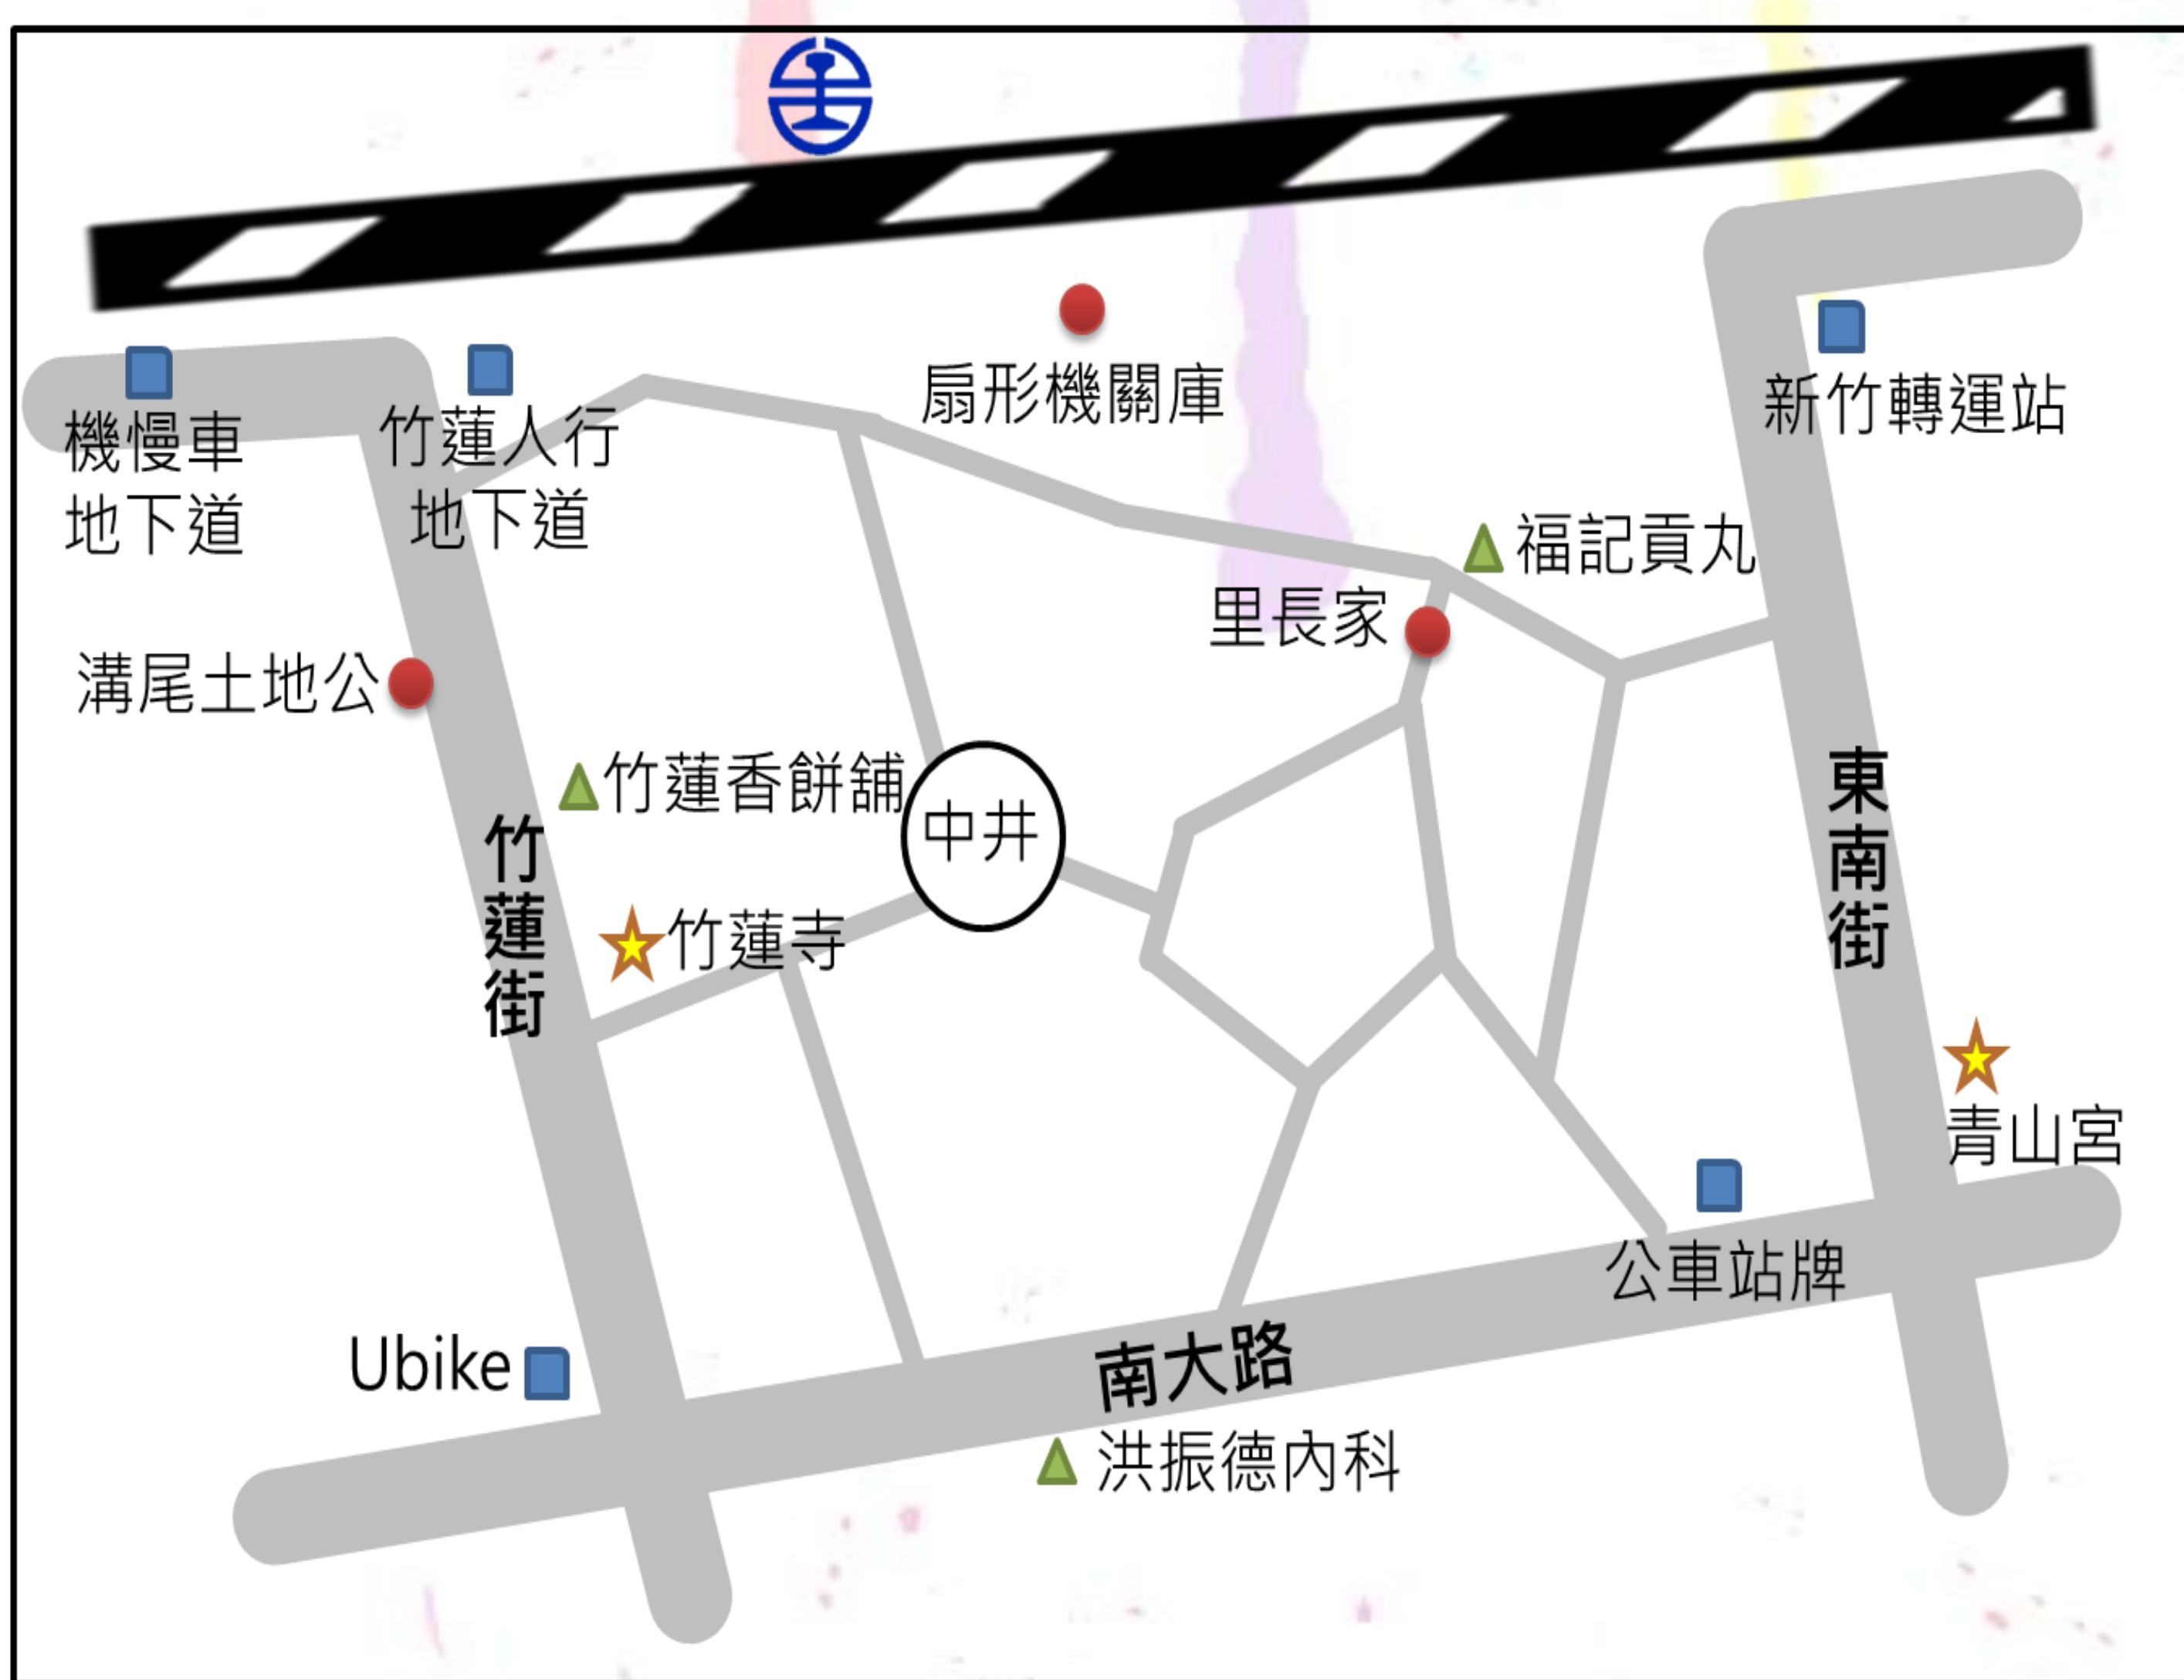 扇形機關庫
新竹轉運站
機慢車
地下道
竹蓮人行
地下道
福記貢丸
里長家
溝尾土地公
竹蓮香餅舖
中井
東南街
竹蓮街
竹蓮寺
青山宮
公車站牌
Ubike
南大路
洪振德內科